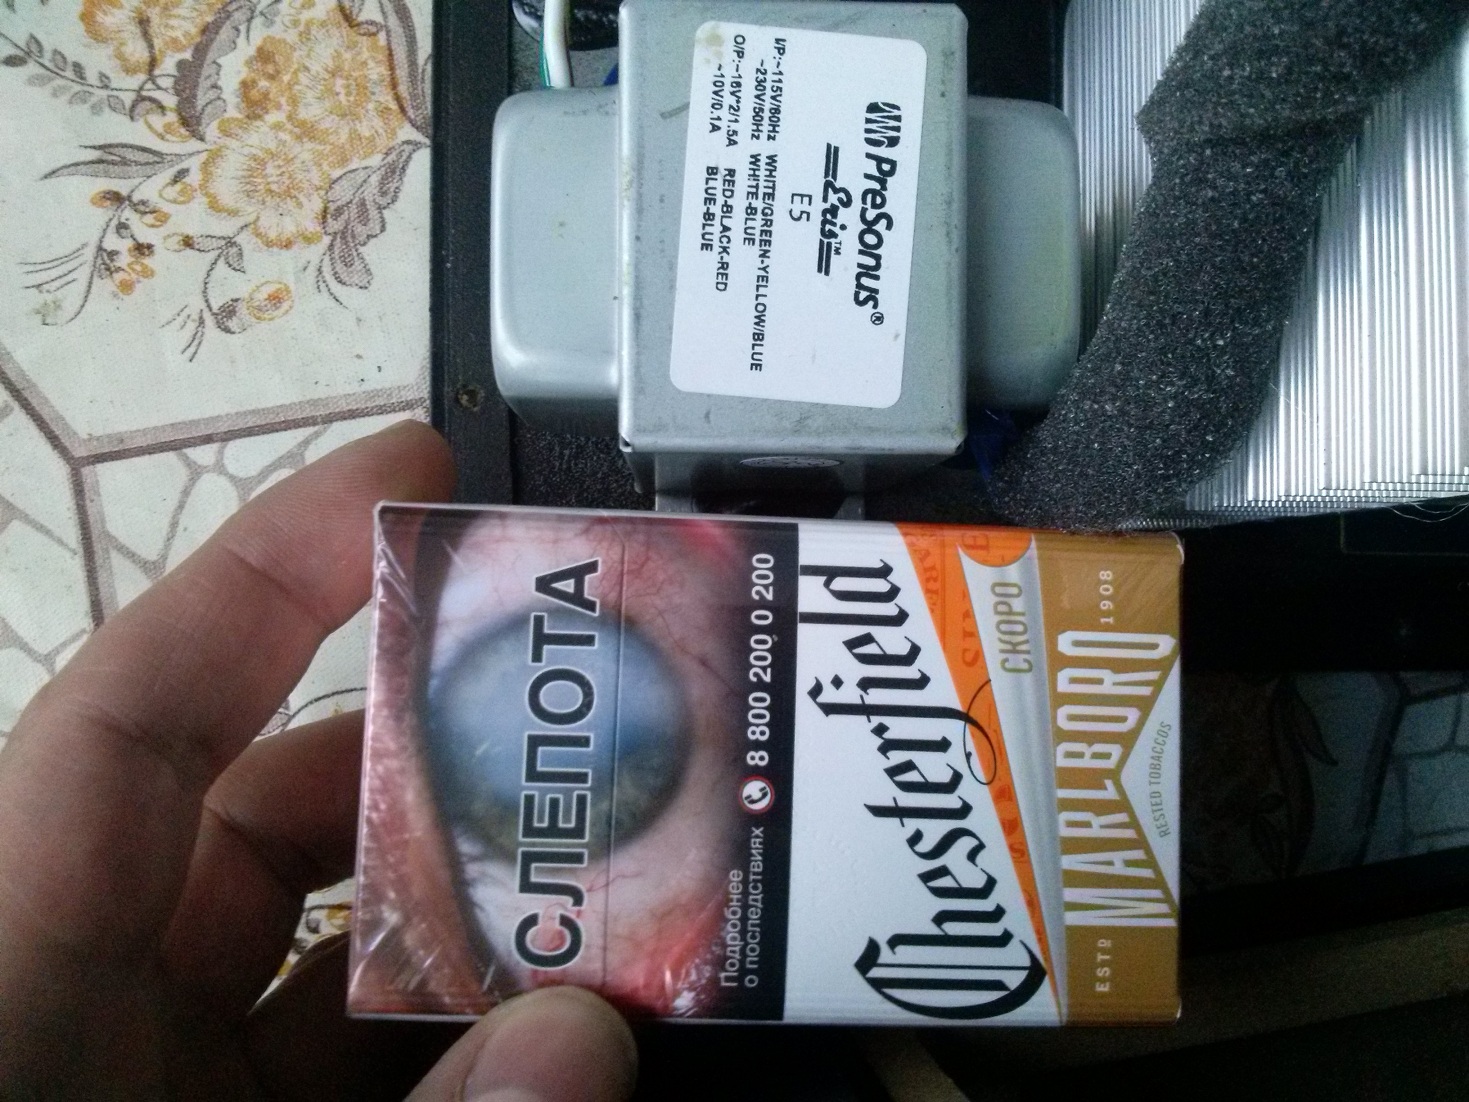 PreSonus®
Eris™
E5
I/P:~115V/60Hz WHITE/GREEN-YELLOW/BLUE
~230V/50Hz WHITE-BLUE
O/P:~16V*2/1.5A RED-BLACK-RED
~10V/0.1A BLUE-BLUE
СЛЕПОТА
Подробнее
о последствиях 8 800 200 0 200
Chesterfield
СКОРО
ESTD MARLBORO 1908
RESTED TOBACCOS